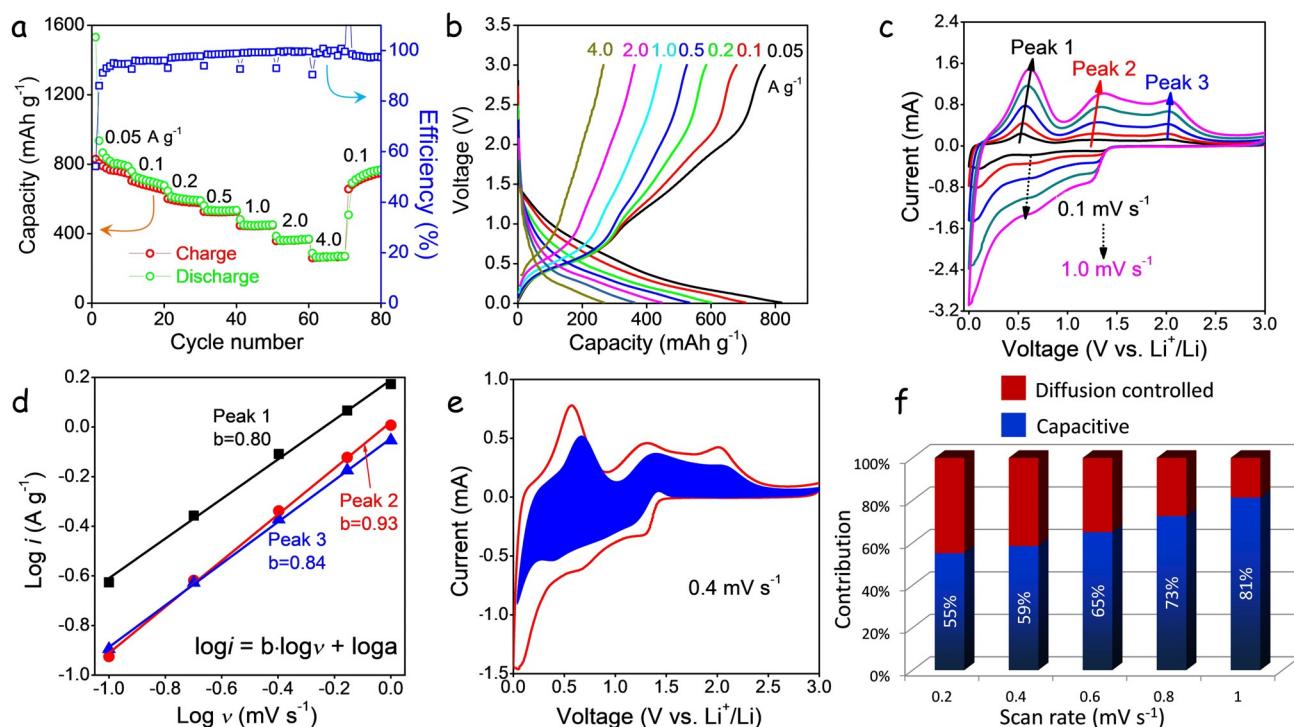 a
1600
1200
800
400
0
100
80
60
40
20
0
0.05 A g⁻¹
0.1
0.2
0.5
1.0
2.0
4.0
0.1
Charge
Discharge
0
20
40
60
80
Cycle number
Capacity (mAh g⁻¹)
Efficiency (%)
b
3.5
3.0
2.5
2.0
1.5
1.0
0.5
0.0
4.0 2.0 1.0 0.5 0.2 0.1 0.05
A g⁻¹
0
200
400
600
800
Capacity (mAh g⁻¹)
Voltage (V)
c
1.6
0.8
0.0
-0.8
-1.6
-2.4
-3.2
Peak 1
Peak 2
Peak 3
0.1 mV s⁻¹
1.0 mV s⁻¹
0.0
0.5
1.0
1.5
2.0
3.0
Voltage (V vs. Li⁺/Li)
Current (mA)
d
0.2
0.0
-0.2
-0.4
-0.6
-0.8
-1.0
Peak 1
b=0.80
Peak 2
b=0.93
Peak 3
b=0.84
logi = b·logν + loga
-1.0
-0.8
-0.6
-0.4
-0.2
0.0
Log ν (mV s⁻¹)
Log i (A g⁻¹)
e
1.0
0.5
0.0
-0.5
-1.0
-1.5
0.4 mV s⁻¹
0.0
0.5
1.0
1.5
2.0
2.5
3.0
Voltage (V vs. Li⁺/Li)
Current (mA)
f
Diffusion controlled
Capacitive
100%
80%
60%
40%
20%
0%
55%
59%
65%
73%
81%
0.2
0.4
0.6
0.8
1
Scan rate (mV s⁻¹)
Contribution